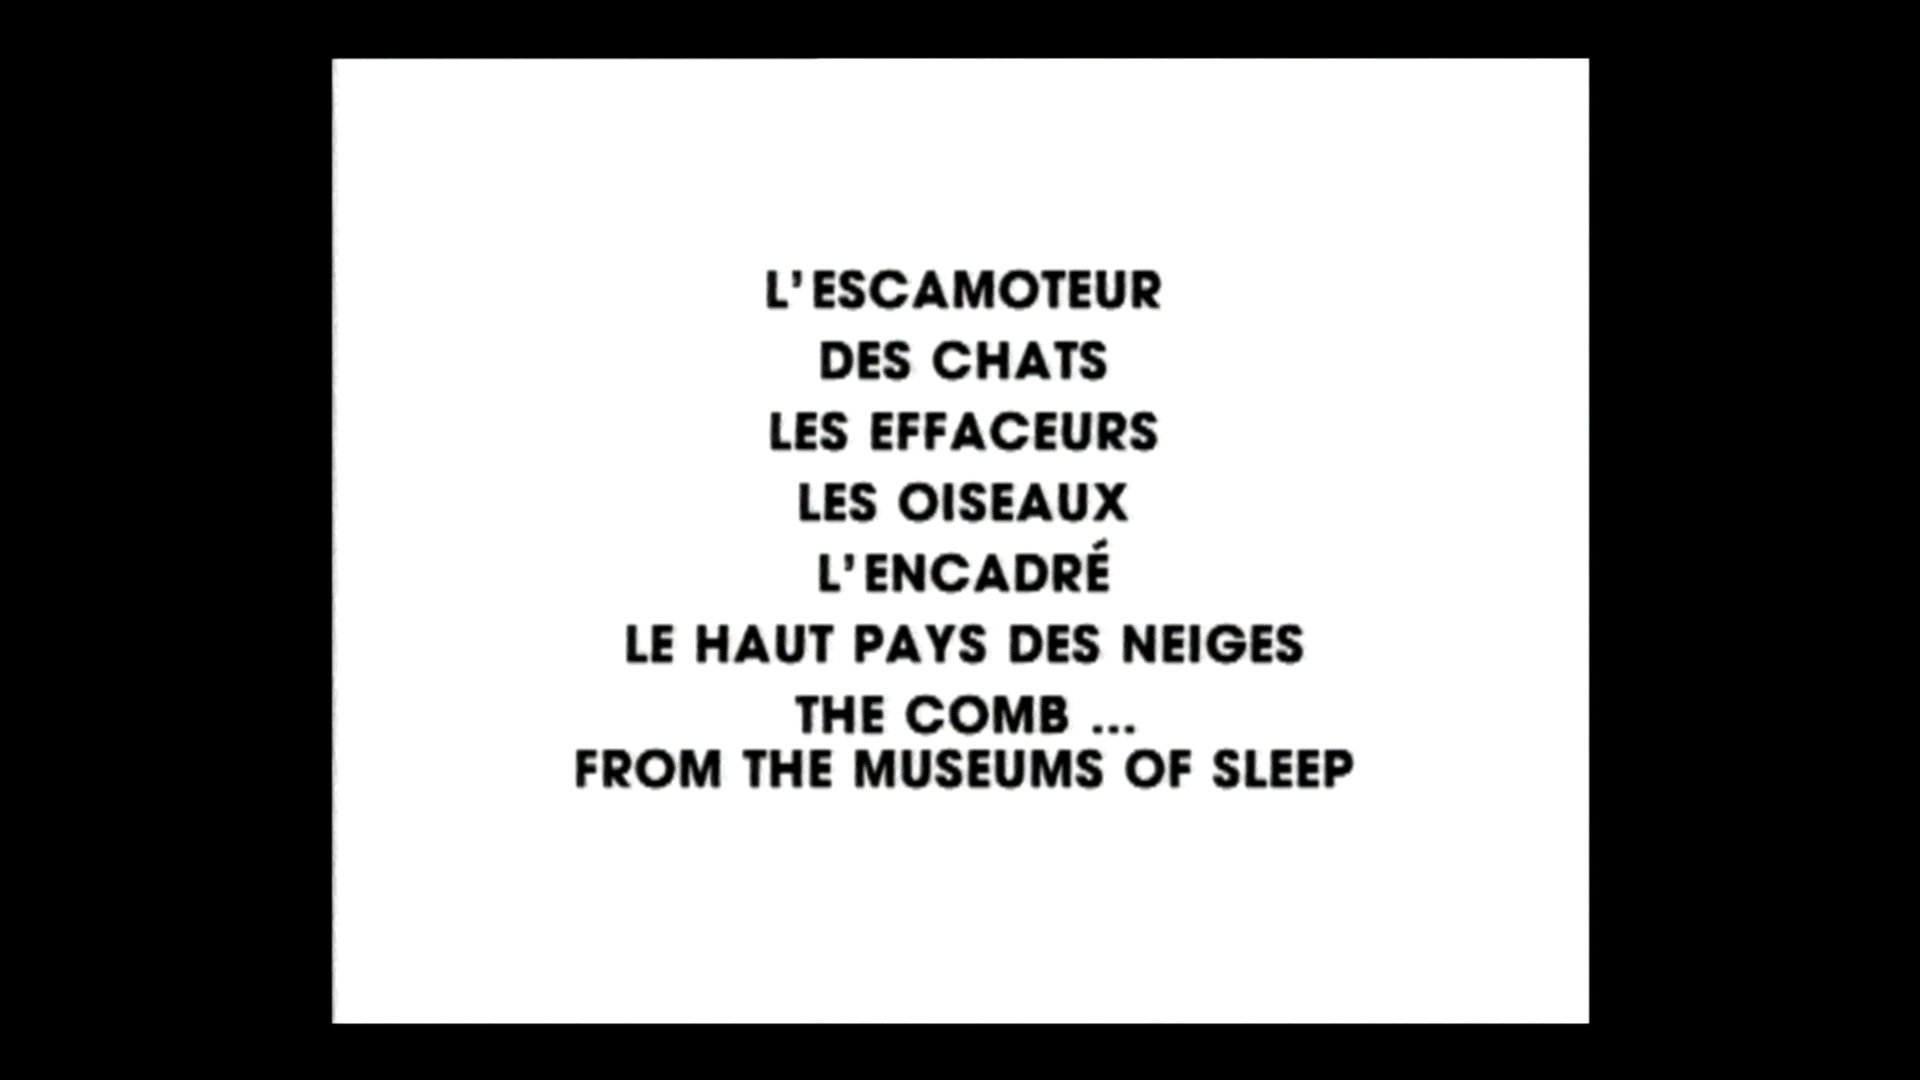 L'ESCAMOTEUR
DES CHATS
LES EFFACEURS
LES OISEAUX
L'ENCADRÉ
LE HAUT PAYS DES NEIGES
THE COMB ...
FROM THE MUSEUMS OF SLEEP